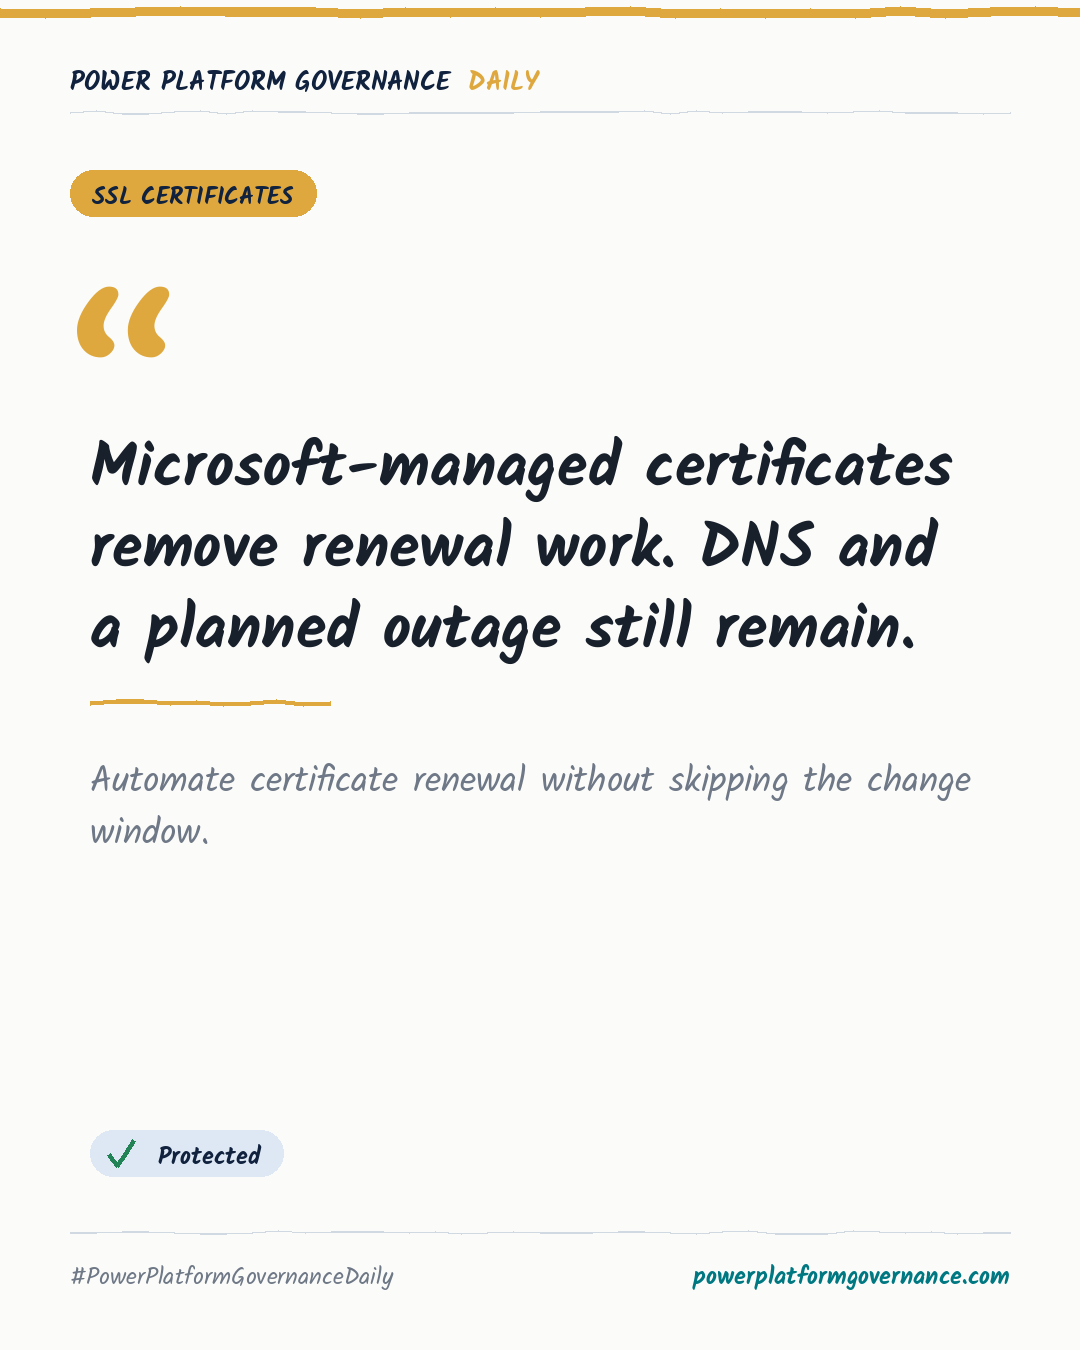 POWER PLATFORM GOVERNANCE DAILY
SSL CERTIFICATES
“
Microsoft-managed certificates
remove renewal work. DNS and
a planned outage still remain.
Automate certificate renewal without skipping the change
window.
Protected
#PowerPlatformGovernanceDaily
powerplatformgovernance.com